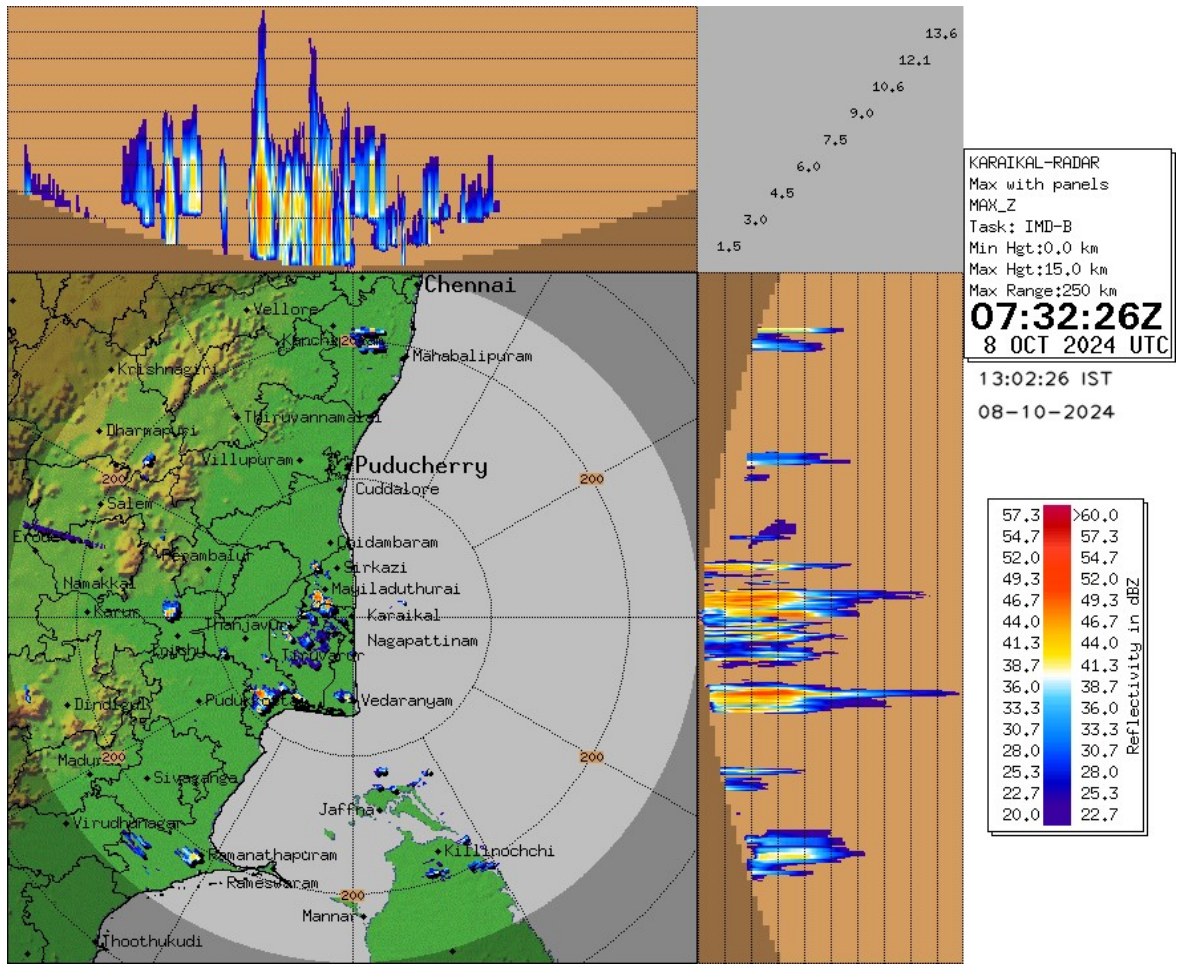 13.6
12.1
10.6
9.0
7.5
6.0
4.5
3.0
1.5
KARAIKAL-RADAR
Max with panels
MAX_Z
Task: IMD-B
Min Hgt:0.0 km
Max Hgt:15.0 km
Max Range:250 km
07:32:26Z
8 OCT 2024 UTC
13:02:26 IST
08-10-2024
Chennai
Vellore
Mahabalipuram
Krishnagiri
Thiruvannamalai
Dharmapuri
Villupuram
Puducherry
200
200
Cuddalore
Salem
Chidambaram
Perambalur
Sirkazi
Namakkal
Mayiladuthurai
Karur
Karaikal
Thanjavur
Nagapattinam
Tiruvarur
Dindigul
Vedaranyam
200
200
Sivaganga
Jaffna
Virudhunagar
Ramanathapuram
Killinochchi
Rameswaram
200
Mannar
Thoothukudi
57.3 >60.0
54.7 57.3
52.0 54.7
49.3 52.0
46.7 49.3
44.0 46.7
41.3 44.0
38.7 41.3
36.0 38.7
33.3 36.0
30.7 33.3
28.0 30.7
25.3 28.0
22.7 25.3
20.0 22.7
Reflectivity in dBZ